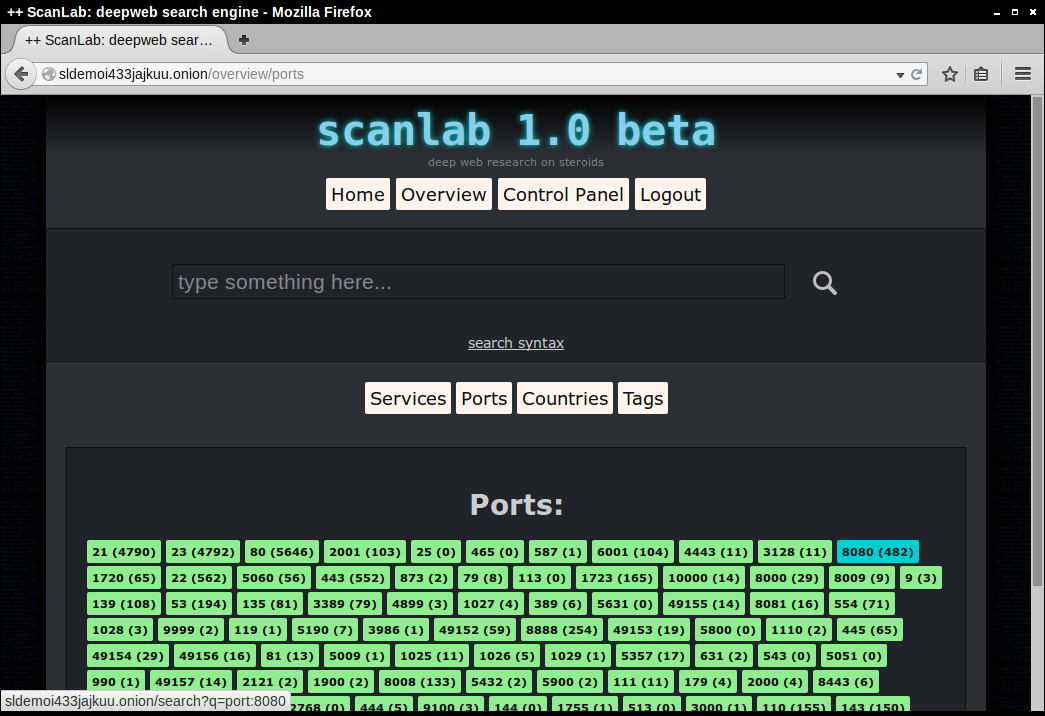 ++ ScanLab: deepweb search engine - Mozilla Firefox
++ ScanLab: deepweb sear…
sldemoi433jajkuu.onion/overview/ports
scanlab 1.0 beta
deep web research on steroids
Home Overview Control Panel Logout
type something here...
search syntax
Services Ports Countries Tags
Ports:
21 (4790) 23 (4792) 80 (5646) 2001 (103) 25 (0) 465 (0) 587 (1) 6001 (104) 4443 (11) 3128 (11) 8080 (482)
1720 (65) 22 (562) 5060 (56) 443 (552) 873 (2) 79 (8) 113 (0) 1723 (165) 10000 (14) 8000 (29) 8009 (9) 9 (3)
139 (108) 53 (194) 135 (81) 3389 (79) 4899 (3) 1027 (4) 389 (6) 5631 (0) 49155 (14) 8081 (16) 554 (71)
1028 (3) 9999 (2) 119 (1) 5190 (7) 3986 (1) 49152 (59) 8888 (254) 49153 (19) 5800 (0) 1110 (2) 445 (65)
49154 (29) 49156 (16) 81 (13) 5009 (1) 1025 (11) 1026 (5) 1029 (1) 5357 (17) 631 (2) 543 (0) 5051 (0)
990 (1) 49157 (14) 2121 (2) 1900 (2) 8008 (133) 5432 (2) 5900 (2) 111 (11) 179 (4) 2000 (4) 8443 (6)
2768 (0) 444 (5) 9100 (3) 144 (0) 1755 (1) 513 (0) 3000 (1) 110 (155) 143 (150)
sldemoi433jajkuu.onion/search?q=port:8080